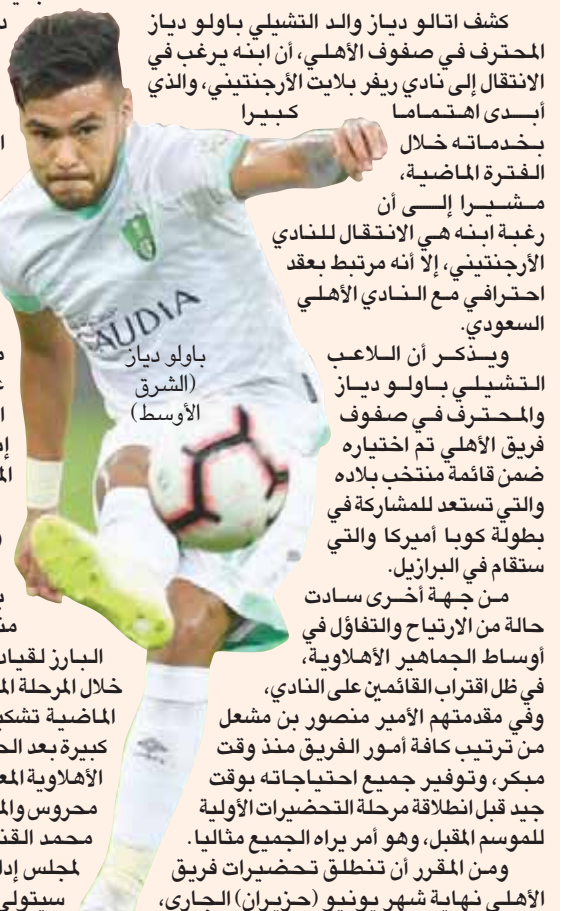 كشف اتالو دياز والد التشيلي باولو دياز
المحترف في صفوف الأهلي، أن ابنه يرغب في
الانتقال إلى نادي ريفر بلايت الأرجنتيني، والذي
أبدى اهتماما كبيرا
بخدماته خلال
الفترة الماضية،
مشيرا إلى أن
رغبة ابنه هي الانتقال للنادي
الأرجنتيني، إلا أنه مرتبط بعقد
احترافي مع النادي الأهلي
السعودي.
ويذكر أن اللاعب
التشيلي باولو دياز
والمحترف في صفوف
فريق الأهلي تم اختياره
ضمن قائمة منتخب بلاده
والتي تستعد للمشاركة في
بطولة كوبا أميركا والتي
ستقام في البرازيل.
من جهة أخرى سادت
حالة من الارتياح والتفاؤل في
أوساط الجماهير الأهلاوية،
في ظل اقتراب القائمين على النادي،
وفي مقدمتهم الأمير منصور بن مشعل
من ترتيب كافة أمور الفريق منذ وقت
مبكر، وتوفير جميع احتياجاته بوقت
جيد قبل انطلاقة مرحلة التحضيرات الأولية
للموسم المقبل، وهو أمر يراه الجميع مثاليا.
ومن المقرر أن تنطلق تحضيرات فريق
الأهلي نهاية شهر يونيو (حزيران) الجاري،
باولو دياز
(الشرق
الأوسط)
SAUDIA
البارز لقياد
خلال المرحلة الم
الماضية تشكي
كبيرة بعد الح
الأهلاوية المع
محروس والم
محمد القن
لمجلس إدا
سيتولى